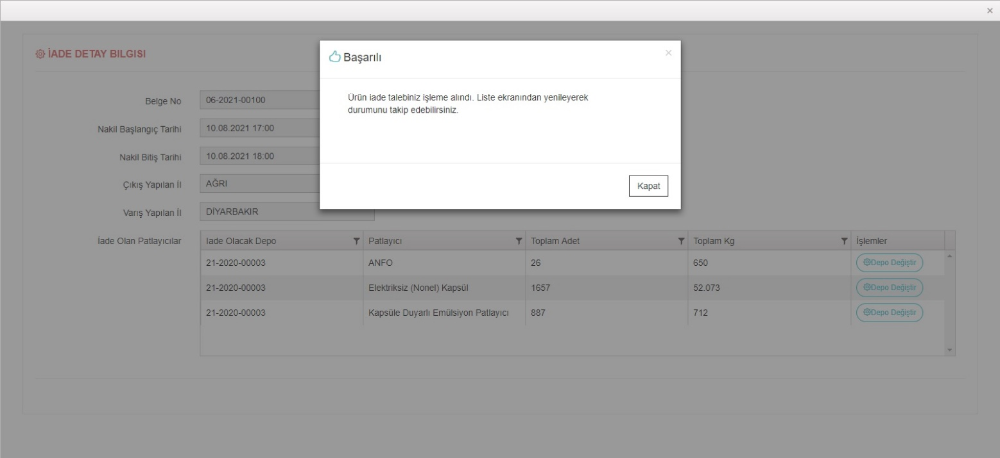 ×
İADE DETAY BILGISI
Başarılı ×
Ürün iade talebiniz işleme alındı. Liste ekranından yenileyerek
durumunu takip edebilirsiniz.
Kapat
Belge No 06-2021-00100
Nakil Başlangıç Tarihi 10.08.2021 17:00
Nakil Bitiş Tarihi 10.08.2021 18:00
Çıkış Yapılan İl AĞRI
Varış Yapılan İl DİYARBAKIR
İade Olan Patlayıcılar
Iade Olacak Depo Patlayıcı Toplam Adet Toplam Kg İşlemler
21-2020-00003 ANFO 26 650 Depo Değiştir
21-2020-00003 Elektriksiz (Nonel) Kapsül 1657 52.073 Depo Değiştir
21-2020-00003 Kapsüle Duyarlı Emülsiyon Patlayıcı 887 712 Depo Değiştir